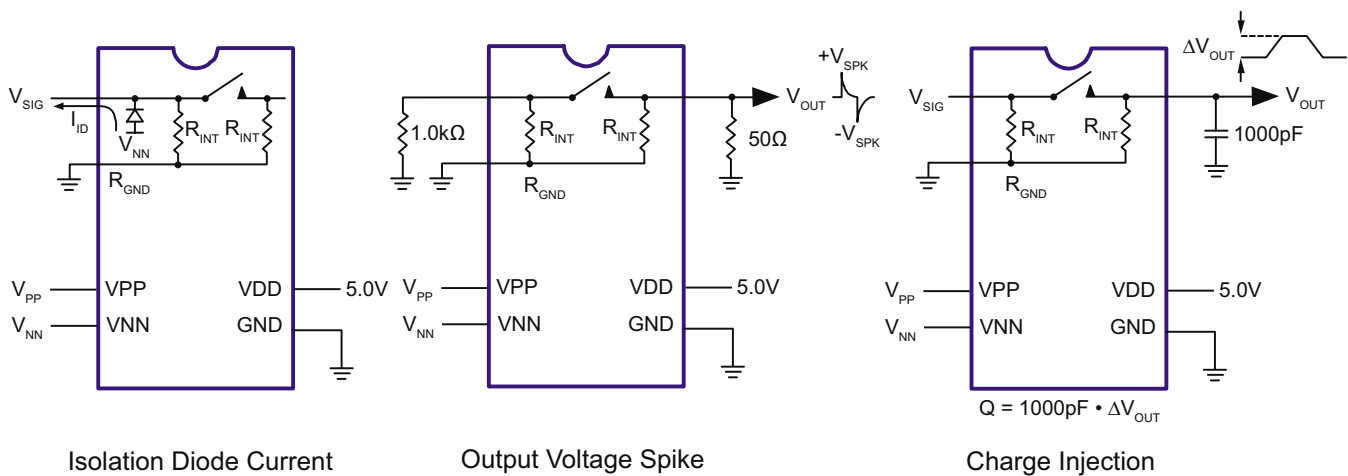 V_SIG
I_ID
V_NN
R_INT
R_INT
R_GND
V_PP
VPP
VDD
5.0V
V_NN
VNN
GND
Isolation Diode Current
1.0kΩ
R_INT
R_INT
50Ω
R_GND
V_OUT
+V_SPK
-V_SPK
V_PP
VPP
VDD
5.0V
V_NN
VNN
GND
Output Voltage Spike
ΔV_OUT
V_SIG
V_OUT
R_INT
R_INT
1000pF
R_GND
V_PP
VPP
VDD
5.0V
V_NN
VNN
GND
Q = 1000pF • ΔV_OUT
Charge Injection